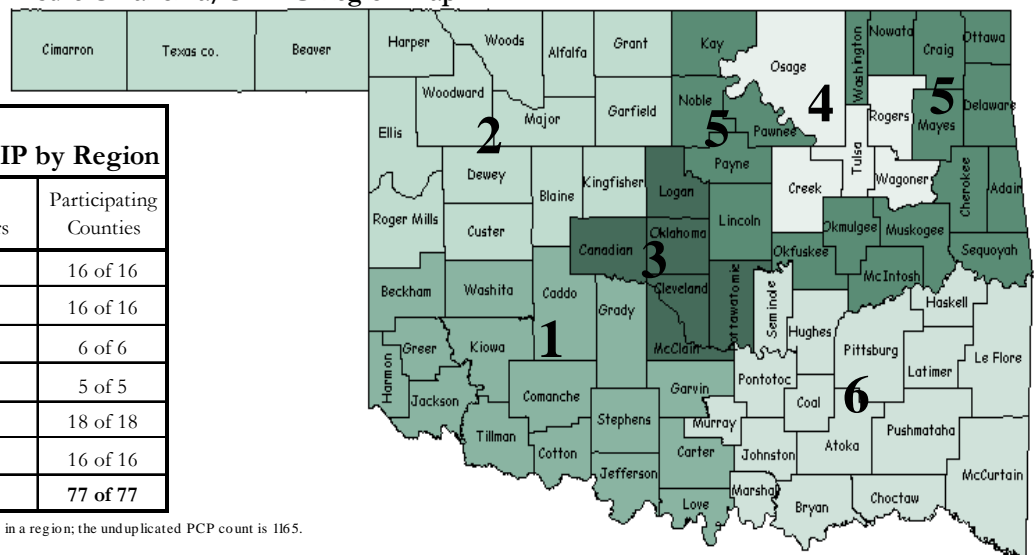 Cimarron
Texas co.
Beaver
Harper
Woods
Alfalfa
Grant
Kay
Osage
Washington
Nowata
Craig
Ottawa
Woodward
Ellis
Major
Garfield
Noble
Pawnee
Rogers
Mayes
Delaware
2
5
4
5
IP by Region
rs
Participating
Counties
16 of 16
16 of 16
6 of 6
5 of 5
18 of 18
16 of 16
77 of 77
in a region; the unduplicated PCP count is 1165.
Dewey
Blaine
Kingfisher
Logan
Payne
Creek
Tulsa
Wagoner
Cherokee
Adair
Roger Mills
Custer
Canadian
Oklahoma
Lincoln
Okmulgee
Muskogee
Okfuskee
Sequoyah
3
Beckham
Washita
Caddo
Grady
Cleveland
ottawatomie
Seminole
McIntosh
Haskell
Hughes
Greer
Kiowa
1
McClain
Pittsburg
Latimer
Le Flore
Harmon
Jackson
Comanche
Garvin
Pontotoc
Coal
6
Tillman
Cotton
Stephens
Murray
Carter
Johnston
Atoka
Pushmataha
Jefferson
Love
Marshal
Bryan
Choctaw
McCurtain